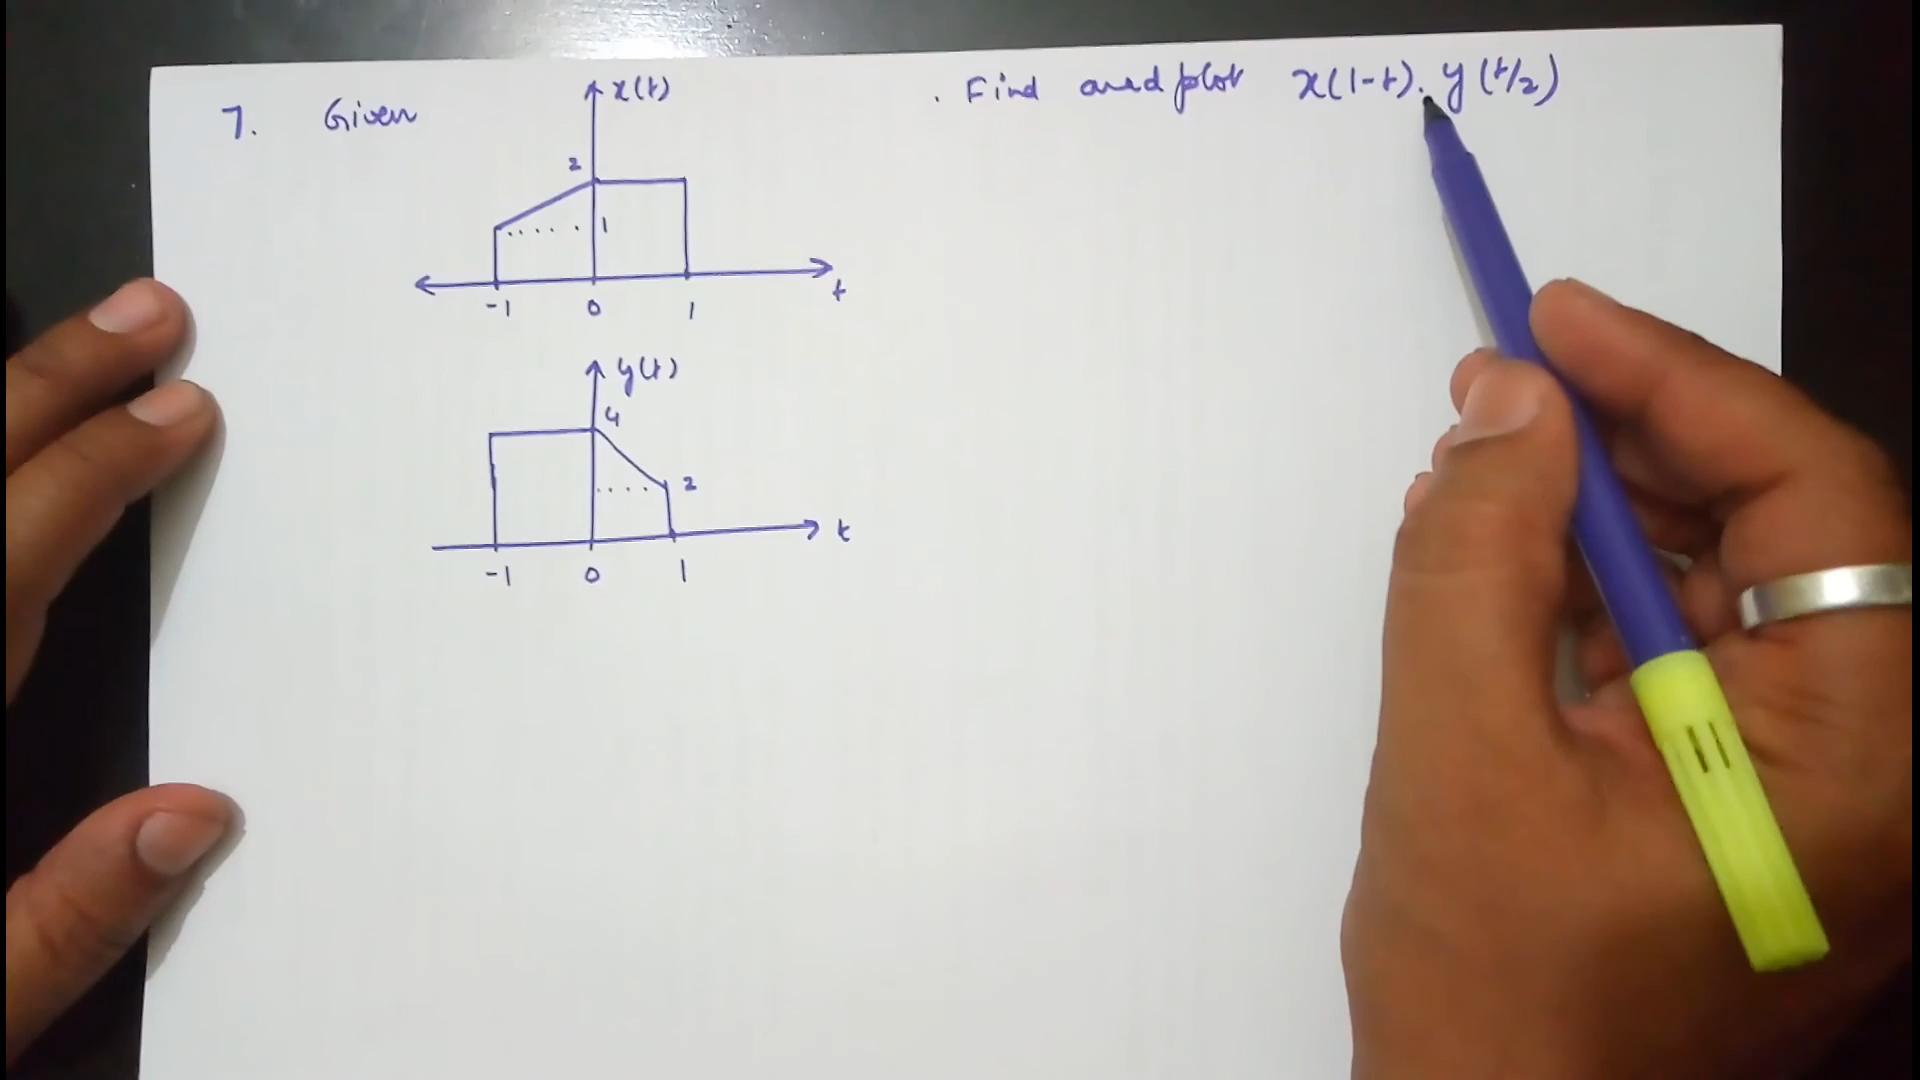 7. Given . Find and plot x(1-t).y(t/2)
x(t)
2
1
-1 0 1 t
y(t)
4
2
t
-1 0 1